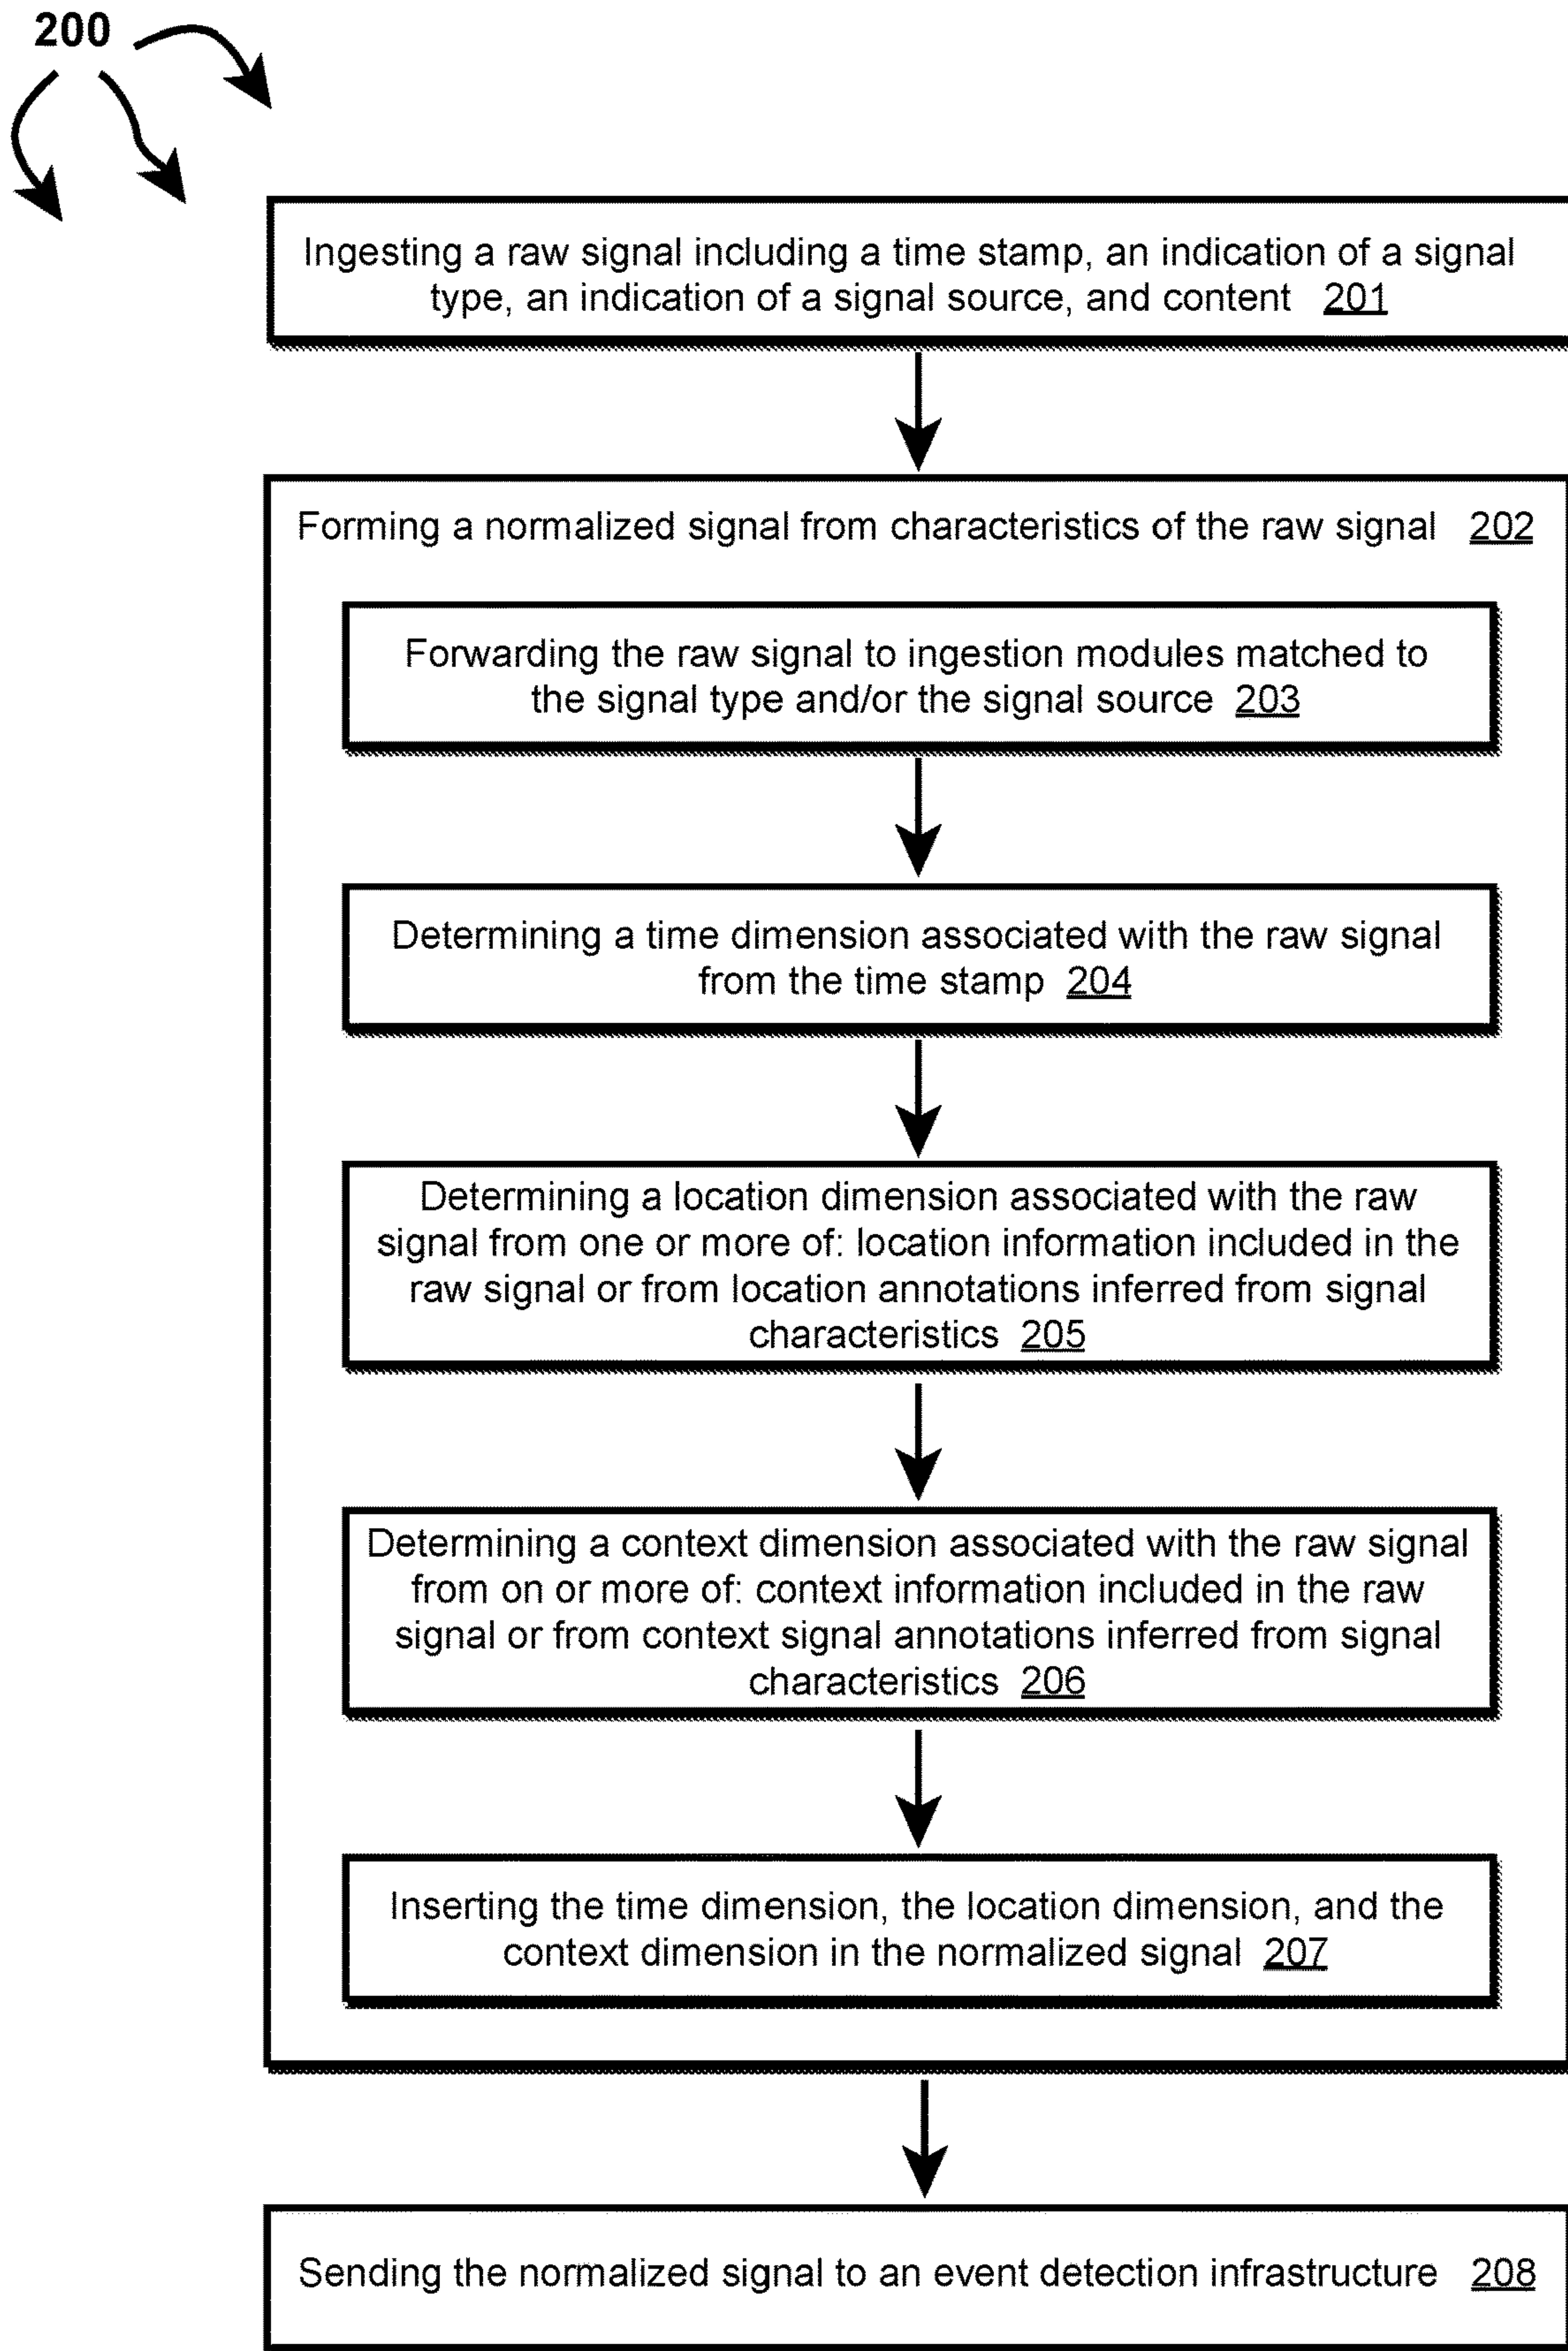 200
Ingesting a raw signal including a time stamp, an indication of a signal
type, an indication of a signal source, and content 201
Forming a normalized signal from characteristics of the raw signal 202
Forwarding the raw signal to ingestion modules matched to
the signal type and/or the signal source 203
Determining a time dimension associated with the raw signal
from the time stamp 204
Determining a location dimension associated with the raw
signal from one or more of: location information included in the
raw signal or from location annotations inferred from signal
characteristics 205
Determining a context dimension associated with the raw signal
from on or more of: context information included in the raw
signal or from context signal annotations inferred from signal
characteristics 206
Inserting the time dimension, the location dimension, and the
context dimension in the normalized signal 207
Sending the normalized signal to an event detection infrastructure 208